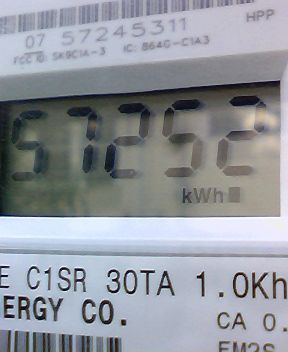 HPP
07 57245311
FCC ID: SK9C1A-3 IC: 864G-C1A3
57252
kWh
E C1SR 30TA 1.0Kh
ERGY CO.
CA 0.
FM2S